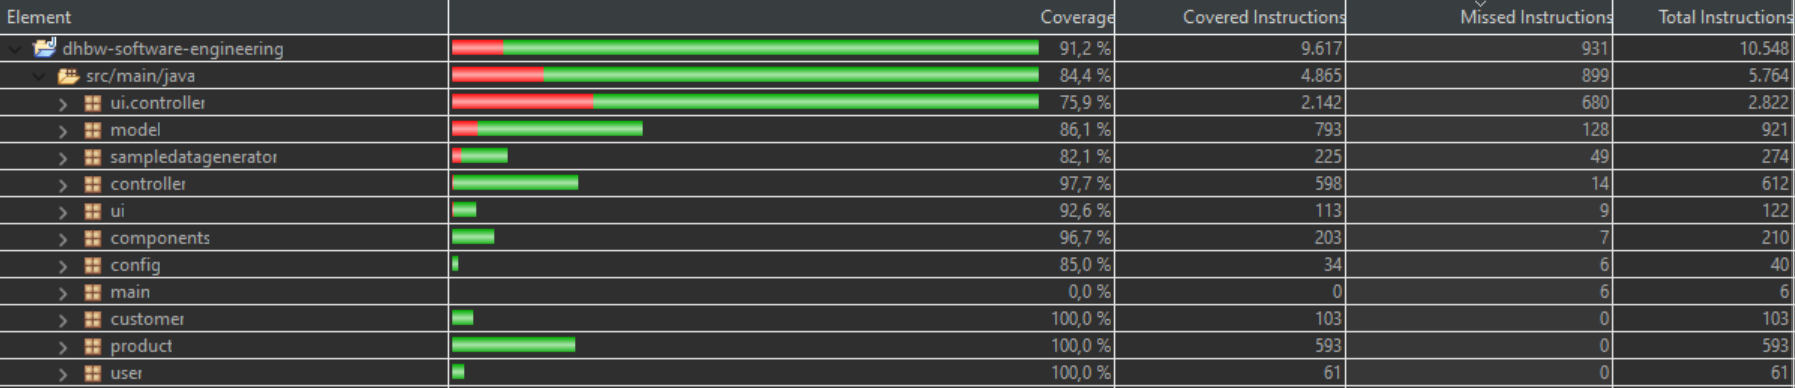 Element Coverage Covered Instructions Missed Instructions Total Instructions
dhbw-software-engineering 91,2 % 9.617 931 10.548
src/main/java 84,4 % 4.865 899 5.764
ui.controller 75,9 % 2.142 680 2.822
model 86,1 % 793 128 921
sampledatagenerator 82,1 % 225 49 274
controller 97,7 % 598 14 612
ui 92,6 % 113 9 122
components 96,7 % 203 7 210
config 85,0 % 34 6 40
main 0,0 % 0 6 6
customer 100,0 % 103 0 103
product 100,0 % 593 0 593
user 100,0 % 61 0 61